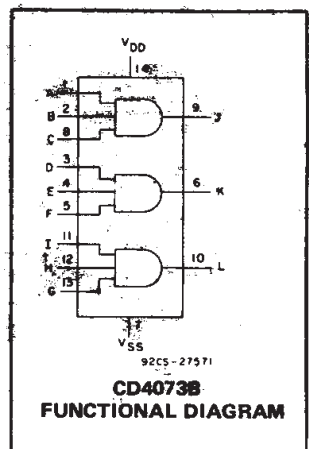 VDD
14
B 2
C 8
9 J
D 3
E 4
F 5
6 K
I 11
H 12
G 13
10 L
VSS
92CS-27571
CD4073B
FUNCTIONAL DIAGRAM